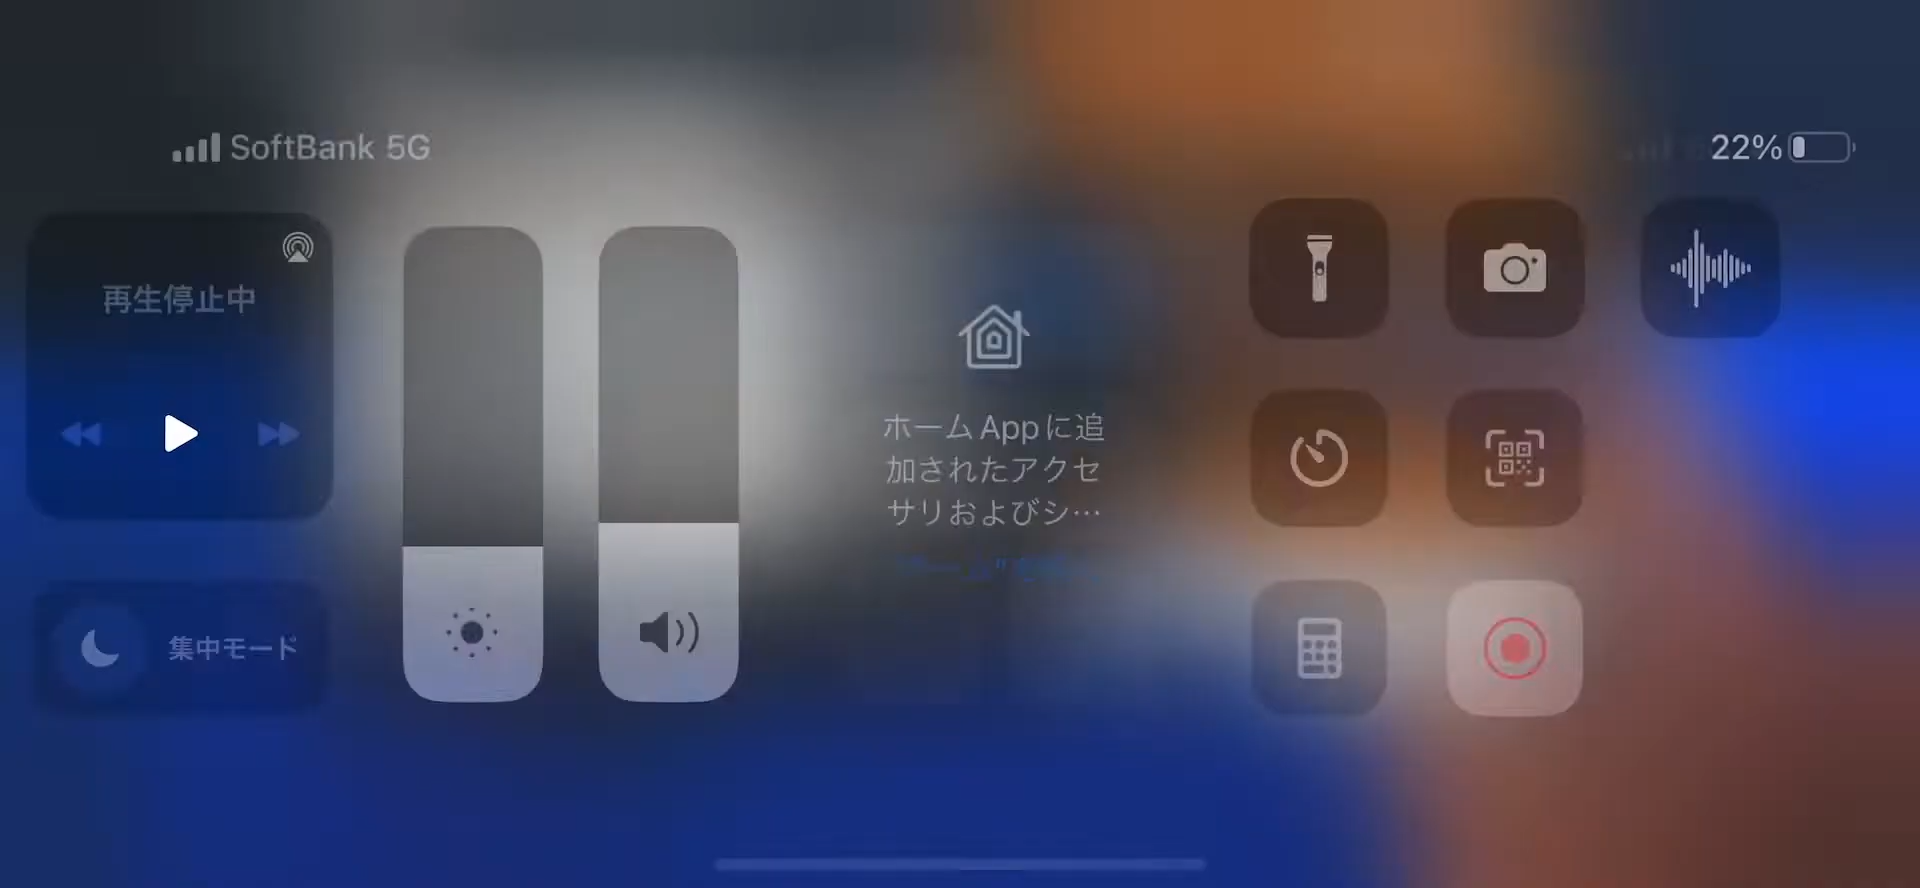 SoftBank 5G
22%
再生停止中
集中モード
ホームAppに追
加されたアクセ
サリおよびシ…